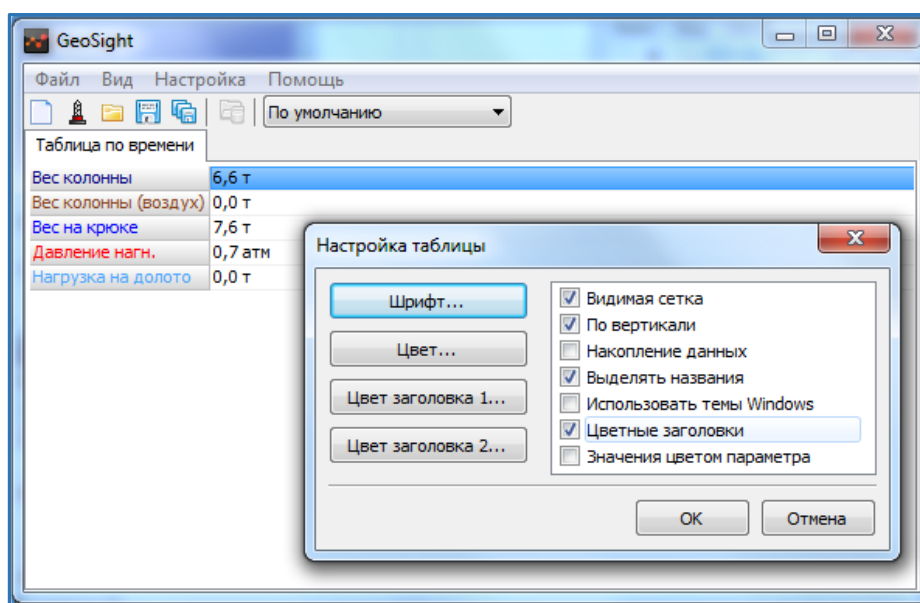 GeoSight
Файл Вид Настройка Помощь
По умолчанию
Таблица по времени
Вес колонны 6,6 т
Вес колонны (воздух) 0,0 т
Вес на крюке 7,6 т
Давление нагн. 0,7 атм
Нагрузка на долото 0,0 т
Настройка таблицы
Шрифт...
Цвет...
Цвет заголовка 1...
Цвет заголовка 2...
Видимая сетка
По вертикали
Накопление данных
Выделять названия
Использовать темы Windows
Цветные заголовки
Значения цветом параметра
ОК Отмена